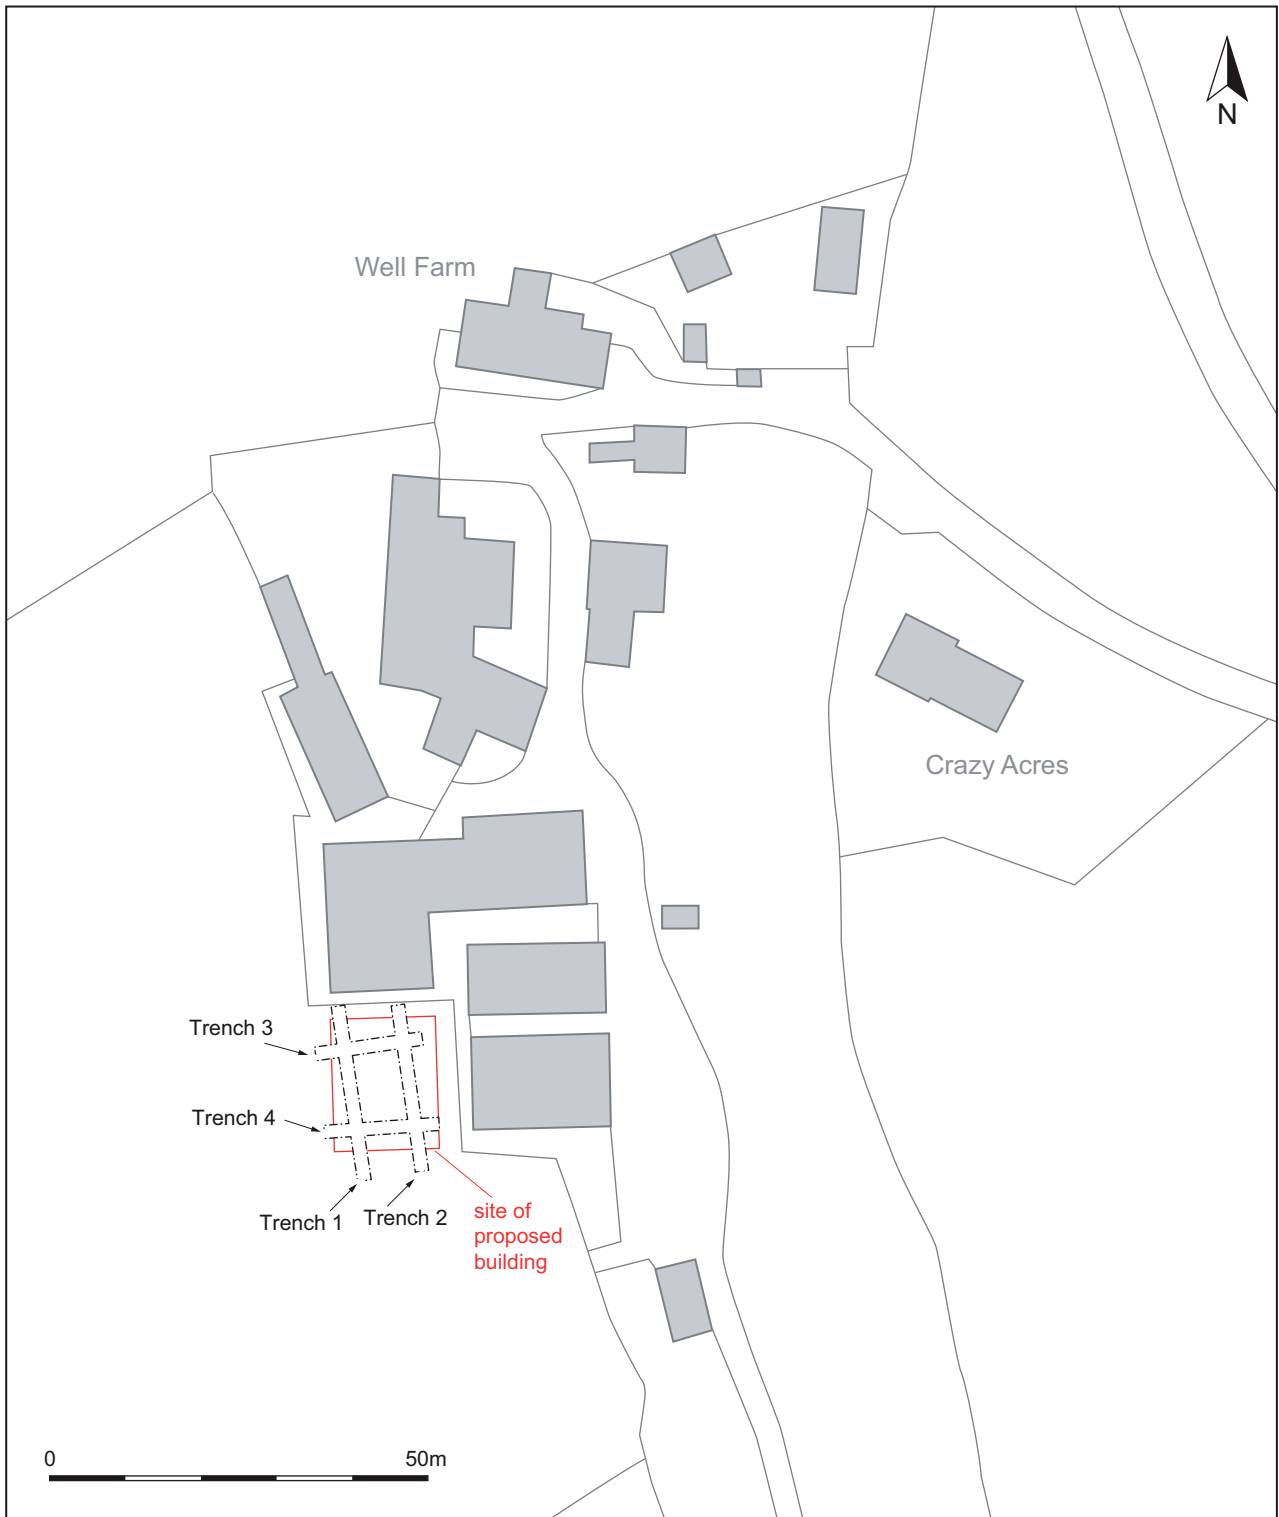 N
Well Farm
Crazy Acres
Trench 3
Trench 4
Trench 1
Trench 2
site of
proposed
building
0
50m